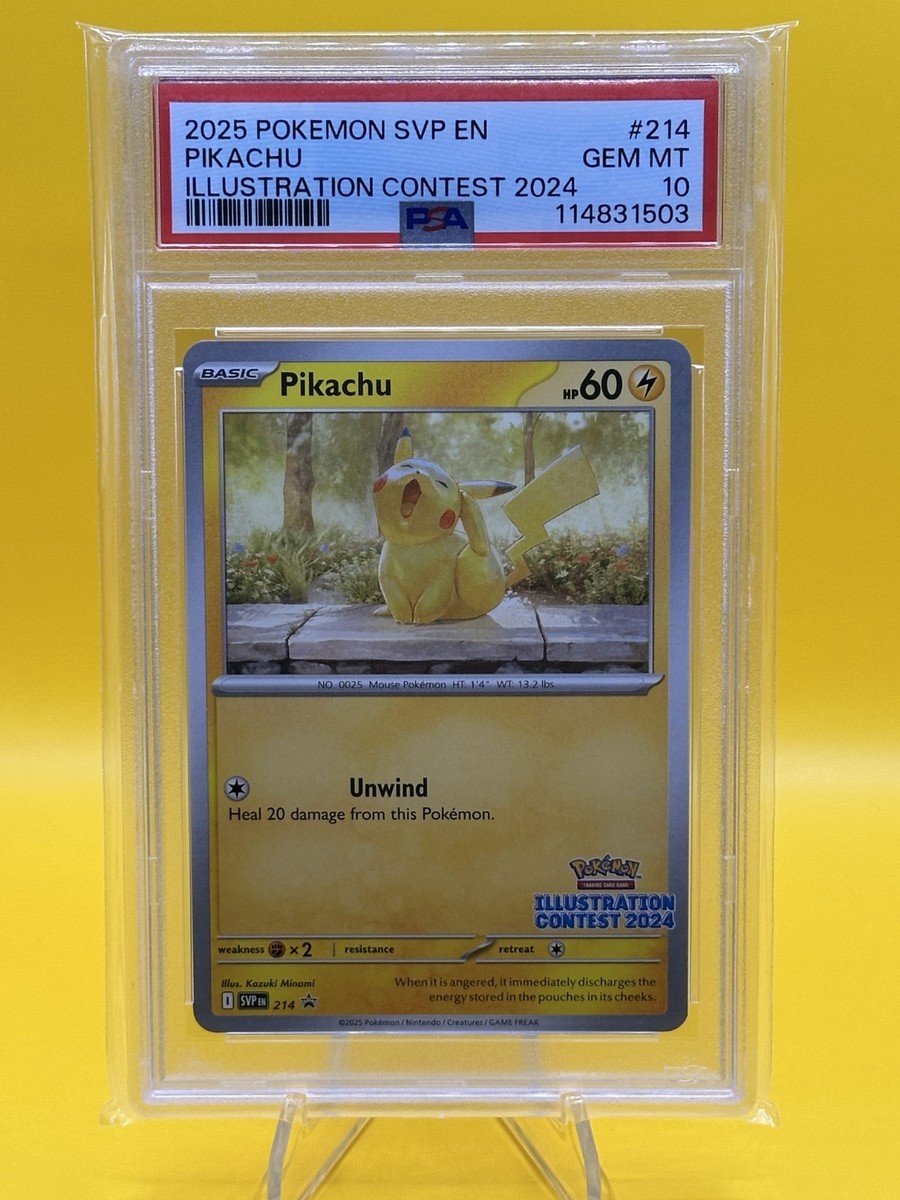 2025 POKEMON SVP EN #214
PIKACHU GEM MT
ILLUSTRATION CONTEST 2024 10
PSA 114831503
BASIC Pikachu HP 60
NO. 0025 Mouse Pokémon HT: 1'4" WT: 13.2 lbs.
Unwind
Heal 20 damage from this Pokémon.
Pokémon
TRADING CARD GAME
ILLUSTRATION
CONTEST 2024
weakness ×2 resistance retreat
Illus. Kazuki Minami
When it is angered, it immediately discharges the
energy stored in the pouches in its cheeks.
I SVP EN 214
©2025 Pokémon / Nintendo / Creatures / GAME FREAK